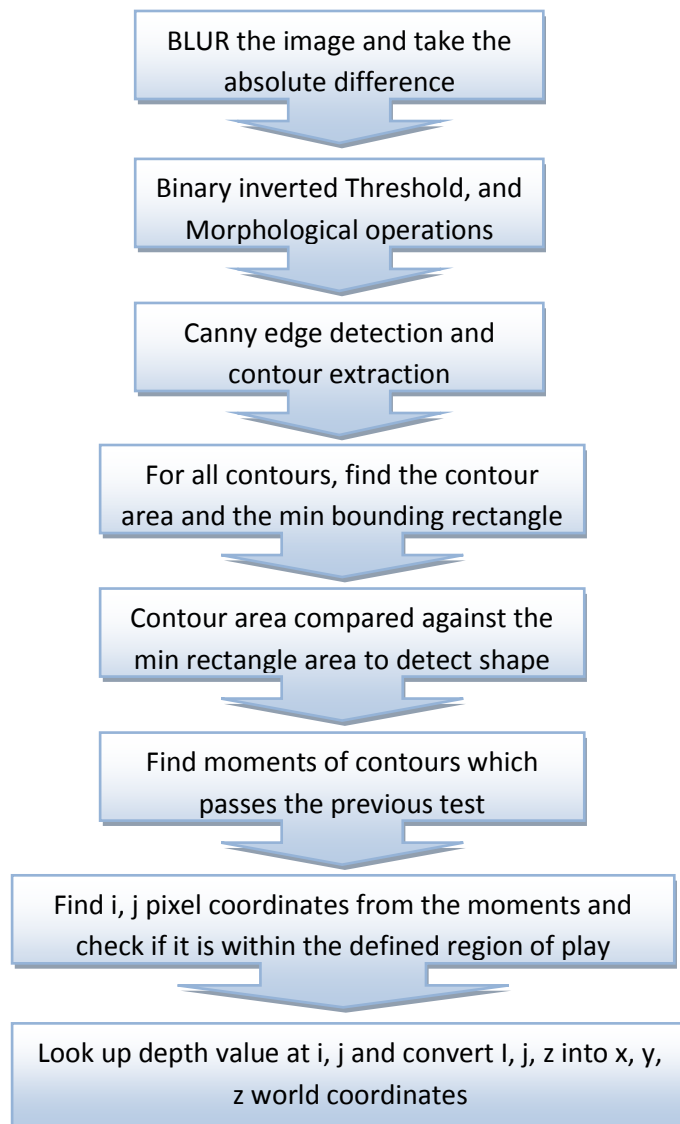 BLUR the image and take the
absolute difference
Binary inverted Threshold, and
Morphological operations
Canny edge detection and
contour extraction
For all contours, find the contour
area and the min bounding rectangle
Contour area compared against the
min rectangle area to detect shape
Find moments of contours which
passes the previous test
Find i, j pixel coordinates from the moments and
check if it is within the defined region of play
Look up depth value at i, j and convert I, j, z into x, y,
z world coordinates